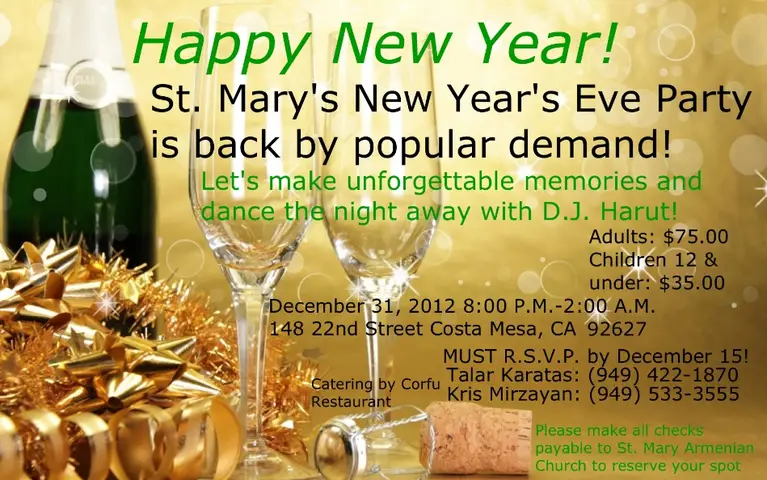 Happy New Year!
St. Mary's New Year's Eve Party
is back by popular demand!
Let's make unforgettable memories and
dance the night away with D.J. Harut!
Adults: $75.00
Children 12 &
under: $35.00
December 31, 2012 8:00 P.M.-2:00 A.M.
148 22nd Street Costa Mesa, CA 92627
MUST R.S.V.P. by December 15!
Talar Karatas: (949) 422-1870
Kris Mirzayan: (949) 533-3555
Catering by Corfu
Restaurant
Please make all checks
payable to St. Mary Armenian
Church to reserve your spot